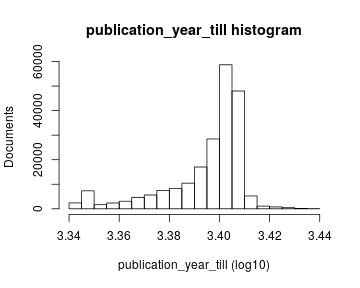 publication_year_till histogram
Documents
60000
40000
20000
0
3.34 3.36 3.38 3.40 3.42 3.44
publication_year_till (log10)